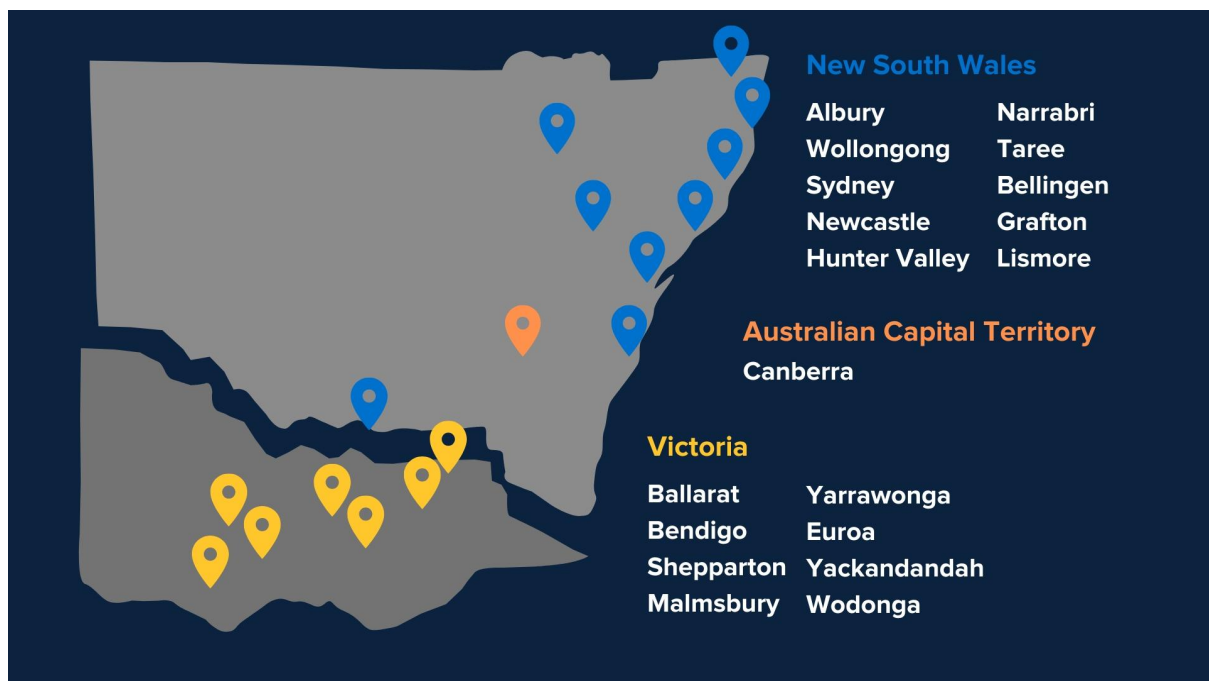 New South Wales
Albury Narrabri
Wollongong Taree
Sydney Bellingen
Newcastle Grafton
Hunter Valley Lismore
Australian Capital Territory
Canberra
Victoria
Ballarat Yarrawonga
Bendigo Euroa
Shepparton Yackandandah
Malmsbury Wodonga